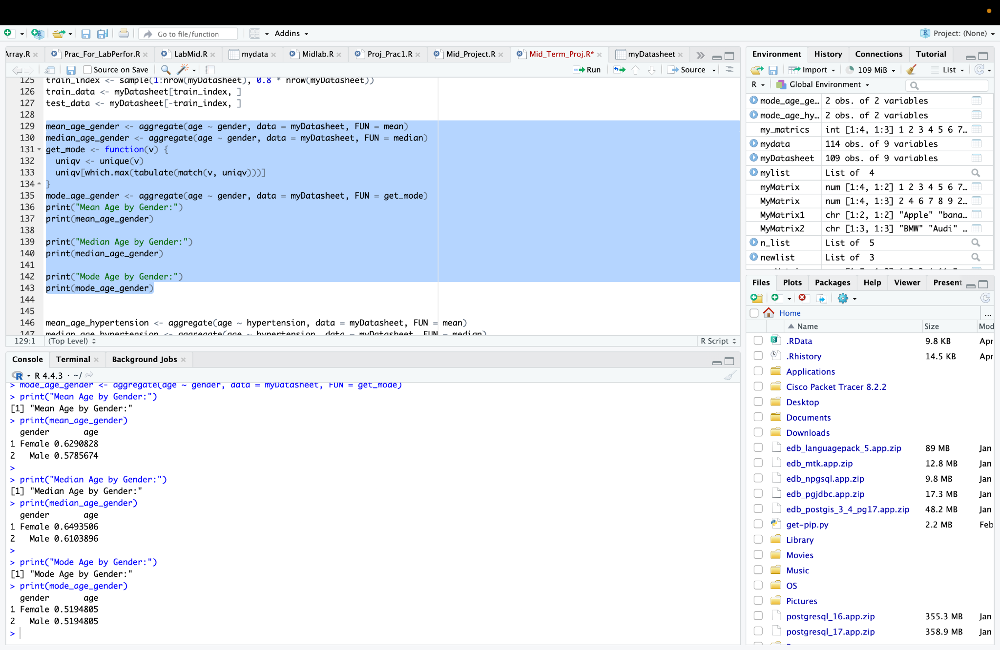 Go to file/function
Addins
Project: (None)
Array.R
Prac_For_LabPerfor.R
LabMid.R
mydata
Midlab.R
Proj_Prac1.R
Mid_Project.R
Mid_Term_Proj.R*
myDatasheet
Source on Save
Run
Source
125 train_index <- sample(1:nrow(myDatasheet), 0.8 * nrow(myDatasheet))
126 train_data <- myDatasheet[train_index, ]
127 test_data <- myDatasheet[-train_index, ]
128
129 mean_age_gender <- aggregate(age ~ gender, data = myDatasheet, FUN = mean)
130 median_age_gender <- aggregate(age ~ gender, data = myDatasheet, FUN = median)
131 get_mode <- function(v) {
132 uniqv <- unique(v)
133 uniqv[which.max(tabulate(match(v, uniqv)))]
134 }
135 mode_age_gender <- aggregate(age ~ gender, data = myDatasheet, FUN = get_mode)
136 print("Mean Age by Gender:")
137 print(mean_age_gender)
138
139 print("Median Age by Gender:")
140 print(median_age_gender)
141
142 print("Mode Age by Gender:")
143 print(mode_age_gender)
144
145
146 mean_age_hypertension <- aggregate(age ~ hypertension, data = myDatasheet, FUN = mean)
147 median_age_hypertension <- aggregate(age ~ hypertension, data = myDatasheet, FUN = median)
129:1 (Top Level) R Script
Console Terminal Background Jobs
R 4.4.3 · ~/
> mode_age_gender <- aggregate(age ~ gender, data = myDatasheet, FUN = get_mode)
> print("Mean Age by Gender:")
[1] "Mean Age by Gender:"
> print(mean_age_gender)
gender age
1 Female 0.6290828
2 Male 0.5785674
>
> print("Median Age by Gender:")
[1] "Median Age by Gender:"
> print(median_age_gender)
gender age
1 Female 0.6493506
2 Male 0.6103896
>
> print("Mode Age by Gender:")
[1] "Mode Age by Gender:"
> print(mode_age_gender)
gender age
1 Female 0.5194805
2 Male 0.5194805
>
Environment History Connections Tutorial
Import 109 MiB List
R Global Environment
mode_age_ge… 2 obs. of 2 variables
mode_age_hy… 2 obs. of 2 variables
my_matrics int [1:4, 1:3] 1 2 3 4 5 6 7…
mydata 114 obs. of 9 variables
myDatasheet 109 obs. of 9 variables
mylist List of 4
myMatrix num [1:4, 1:2] 1 2 3 4 5 6 7…
MyMatrix num [1:4, 1:3] 2 4 6 7 8 9 2…
MyMatrix1 chr [1:2, 1:2] "Apple" "bana…
MyMatrix2 chr [1:3, 1:3] "BMW" "Audi" …
n_list List of 5
newlist List of 3
Files Plots Packages Help Viewer Present
Home ...
Name Size Mod
.RData 9.8 KB Apr
.Rhistory 14.5 KB Apr
Applications
Cisco Packet Tracer 8.2.2
Desktop
Documents
Downloads
edb_languagepack_5.app.zip 89 MB Jan
edb_mtk.app.zip 12.8 MB Jan
edb_npgsql.app.zip 9.8 MB Jan
edb_pgjdbc.app.zip 17.3 MB Jan
edb_postgis_3_4_pg17.app.zip 48.2 MB Jan
get-pip.py 2.2 MB Feb
Library
Movies
Music
OS
Pictures
postgresql_16.app.zip 355.3 MB Jan
postgresql_17.app.zip 358.9 MB Jan